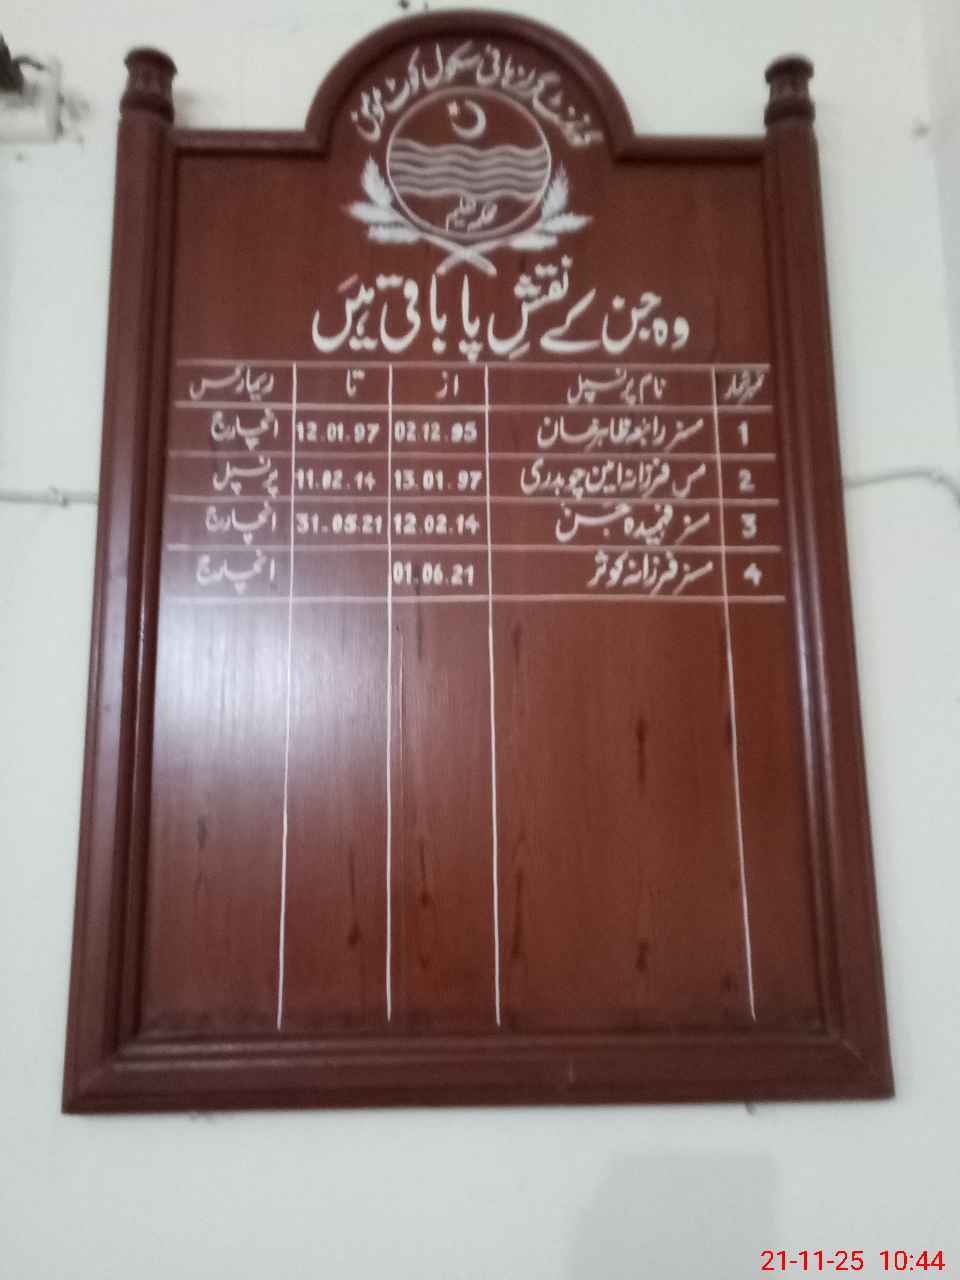 گورنمنٹ گرلز ہائی سکول کوٹ
محکمہ تعلیم
وہ جن کے نقشِ پا باقی ہیں
نمبر شمار نام پرنسپل از تا ریمارکس
1 مسز رابعہ طاہر خان 02.12.95 12.01.97 انچارج
2 مس فرزانہ امین چوہدری 13.01.97 11.02.14 پرنسپل
3 مسز فہمیدہ 12.02.14 31.05.21 انچارج
4 مسز فرزانہ کوثر 01.06.21 انچارج
21-11-25 10:44